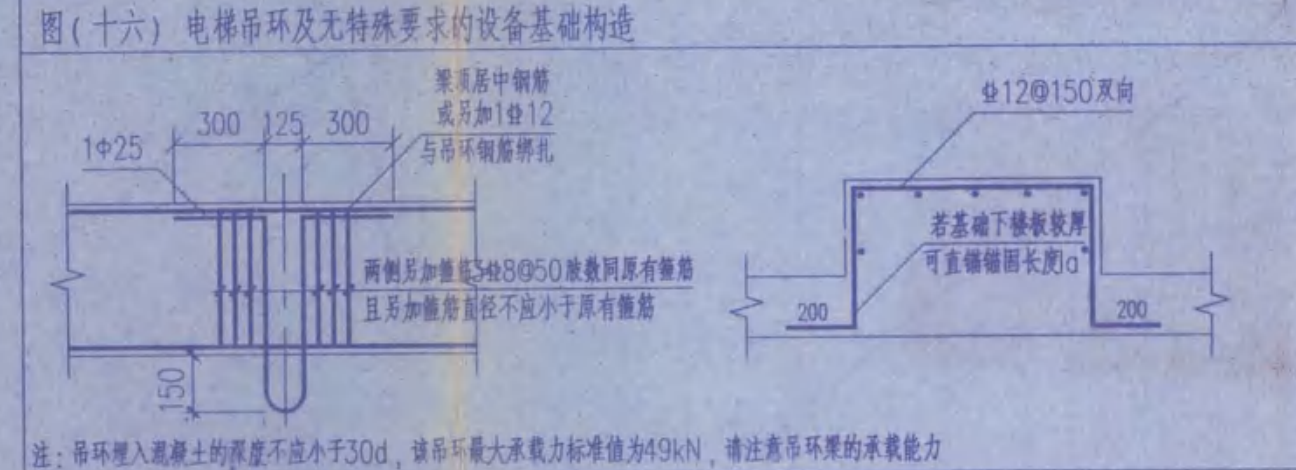 图(十六) 电梯吊环及无特殊要求的设备基础构造
梁顶居中钢筋
或另加1⌀12
与吊环钢筋绑扎
300 125 300
1Φ25
两侧另加箍筋3⌀8@50肢数同原有箍筋
且另加箍筋直径不应小于原有箍筋
150
⌀12@150双向
若基础下楼板较厚
可直锚锚固长度la
200
200
注:吊环埋入混凝土的深度不应小于30d,该吊环最大承载力标准值为49kN,请注意吊环梁的承载能力